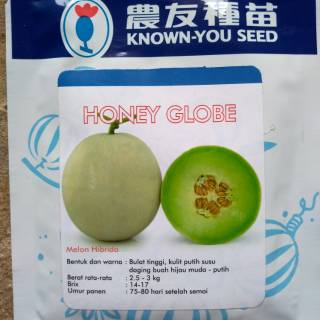 農友種苗
KNOWN-YOU SEED
HONEY GLOBE
Melon Hibrida
Bentuk dan warna : Bulat tinggi, kulit putih susu
daging buah hijau muda - putih
Berat rata-rata : 2.5 - 3 kg
Brix : 14-17
Umur panen : 75-80 hari setelah semai